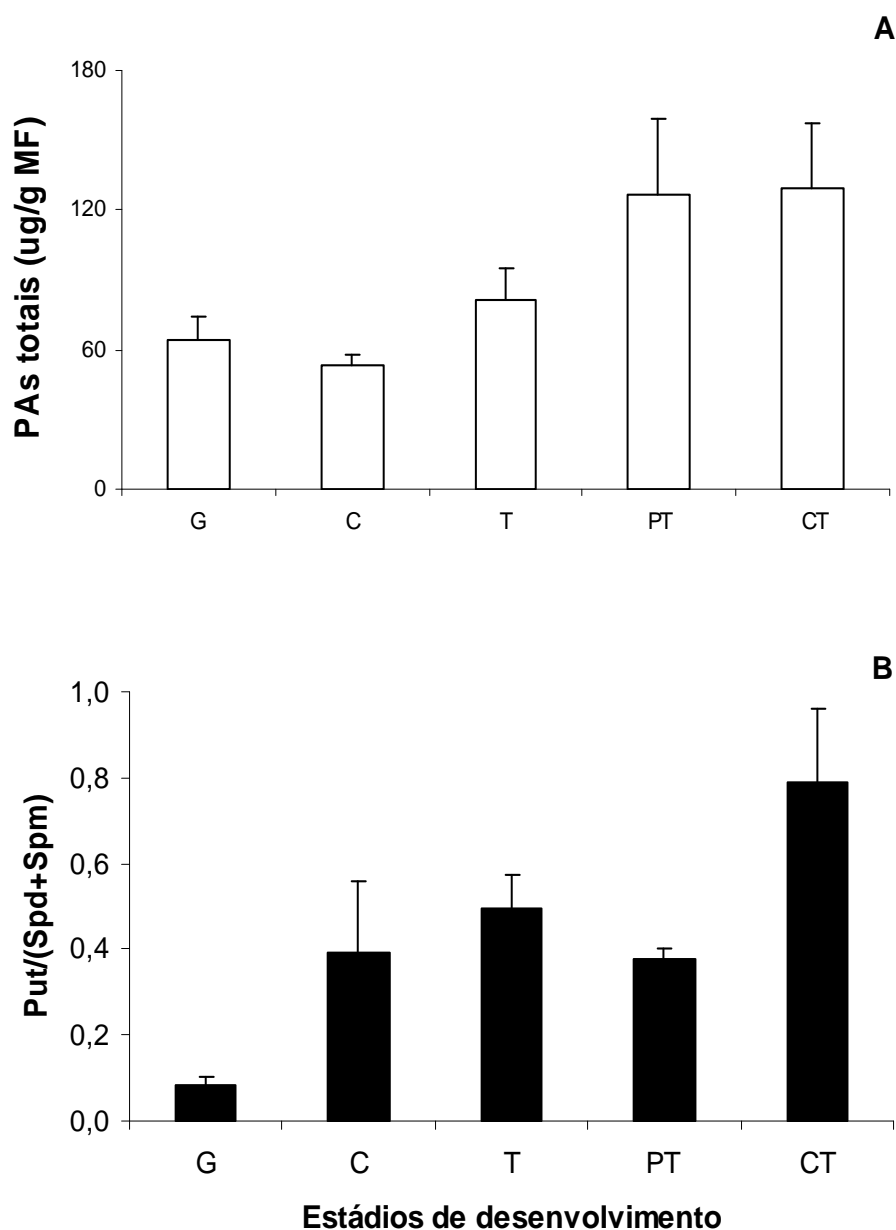 A
PAs totais (ug/g MF)
180
120
60
0
G C T PT CT
B
Put/(Spd+Spm)
1,0
0,8
0,6
0,4
0,2
0,0
G C T PT CT
Estádios de desenvolvimento